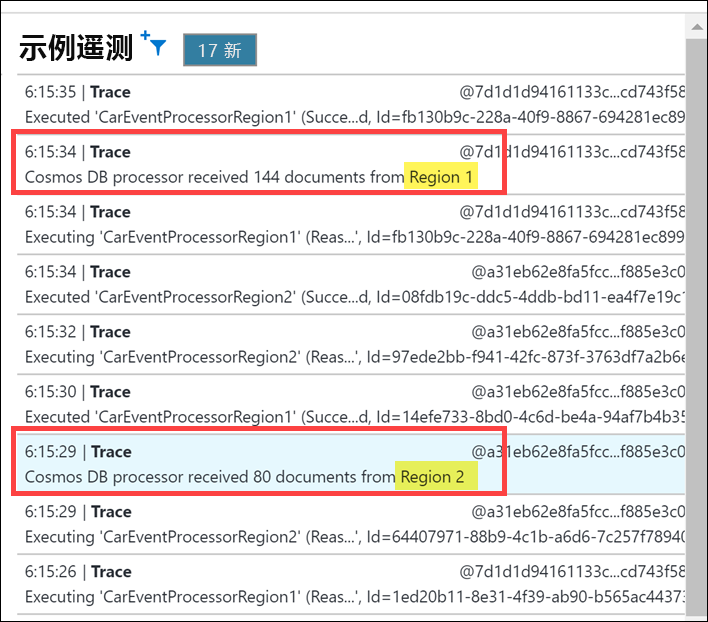 示例遥测
17 新
6:15:35 | Trace @7d1d1d94161133c...cd743f58
Executed 'CarEventProcessorRegion1' (Succe...d, Id=fb130b9c-228a-40f9-8867-694281ec89
6:15:34 | Trace @7d1d1d94161133c...cd743f58
Cosmos DB processor received 144 documents from Region 1
6:15:34 | Trace @7d1d1d94161133c...cd743f58
Executing 'CarEventProcessorRegion1' (Reas...', Id=fb130b9c-228a-40f9-8867-694281ec899
6:15:34 | Trace @a31eb62e8fa5fcc...f885e3c0
Executed 'CarEventProcessorRegion2' (Succe...d, Id=08fdb19c-ddc5-4ddb-bd11-ea4f7e19c1
6:15:32 | Trace @a31eb62e8fa5fcc...f885e3c0
Executing 'CarEventProcessorRegion2' (Reas...', Id=97ede2bb-f941-42fc-873f-3763df7a2b6e
6:15:30 | Trace @a31eb62e8fa5fcc...f885e3c0
Executed 'CarEventProcessorRegion1' (Succe...d, Id=14efe733-8bd0-4c6d-be4a-94af7b4b35
6:15:29 | Trace @a31eb62e8fa5fcc...f885e3c0
Cosmos DB processor received 80 documents from Region 2
6:15:29 | Trace @a31eb62e8fa5fcc...f885e3c0
Executing 'CarEventProcessorRegion2' (Reas...', Id=64407971-88b9-4c1b-a6d6-7c257f78940
6:15:26 | Trace @7d1d1d94161133c...cd743f58
Executing 'CarEventProcessorRegion1' (Reas...', Id=1ed20b11-8e31-4f39-ab90-b565ac44373